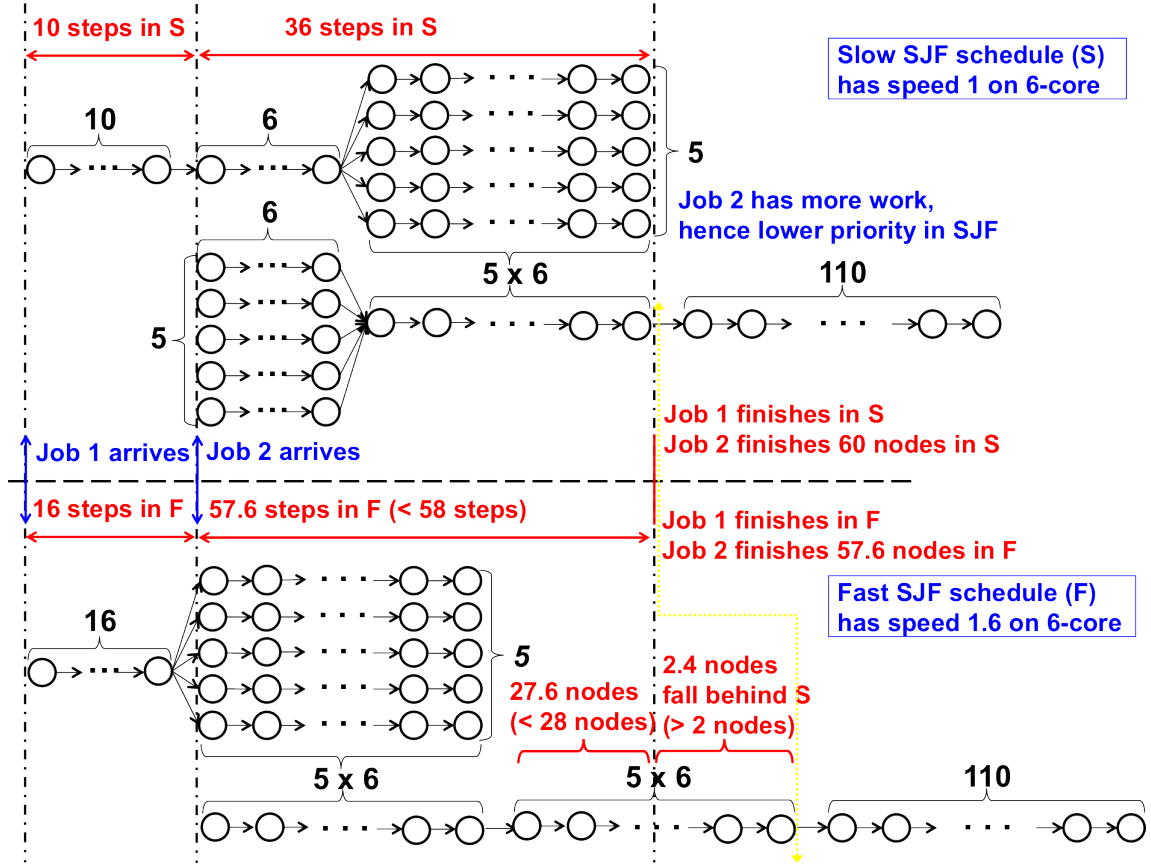 10 steps in S
36 steps in S
Slow SJF schedule (S)
has speed 1 on 6-core
10
6
5
Job 2 has more work,
hence lower priority in SJF
6
5 x 6
110
5
Job 1 finishes in S
Job 2 finishes 60 nodes in S
Job 1 arrives
Job 2 arrives
16 steps in F
57.6 steps in F (< 58 steps)
Job 1 finishes in F
Job 2 finishes 57.6 nodes in F
Fast SJF schedule (F)
has speed 1.6 on 6-core
16
5
27.6 nodes
(< 28 nodes)
2.4 nodes
fall behind S
(> 2 nodes)
5 x 6
5 x 6
110